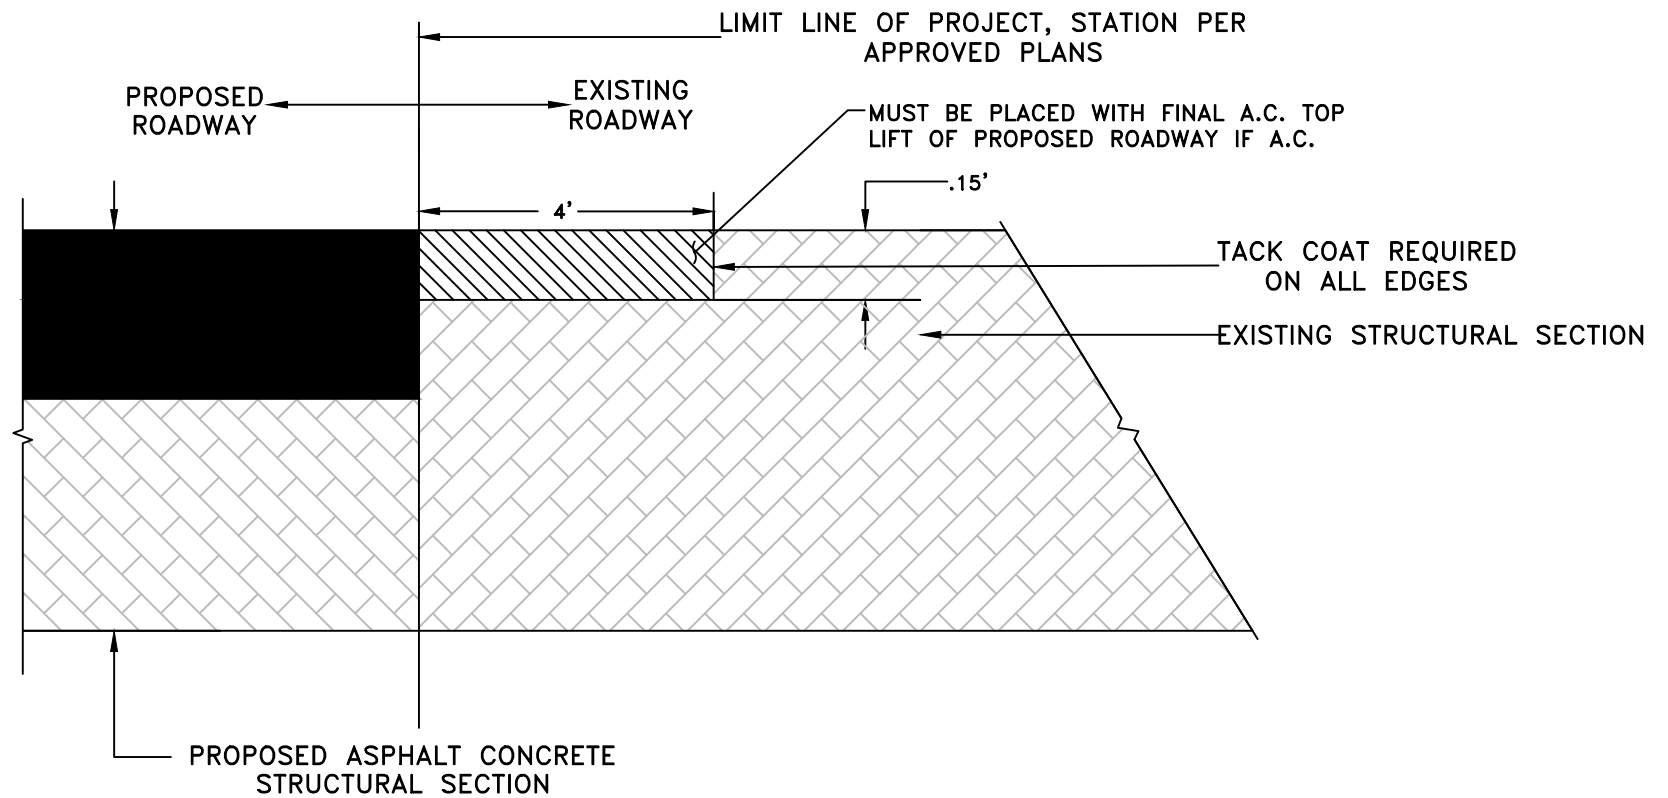 LIMIT LINE OF PROJECT, STATION PER
APPROVED PLANS
PROPOSED
ROADWAY
EXISTING
ROADWAY
MUST BE PLACED WITH FINAL A.C. TOP
LIFT OF PROPOSED ROADWAY IF A.C.
.15'
4'
TACK COAT REQUIRED
ON ALL EDGES
EXISTING STRUCTURAL SECTION
PROPOSED ASPHALT CONCRETE
STRUCTURAL SECTION